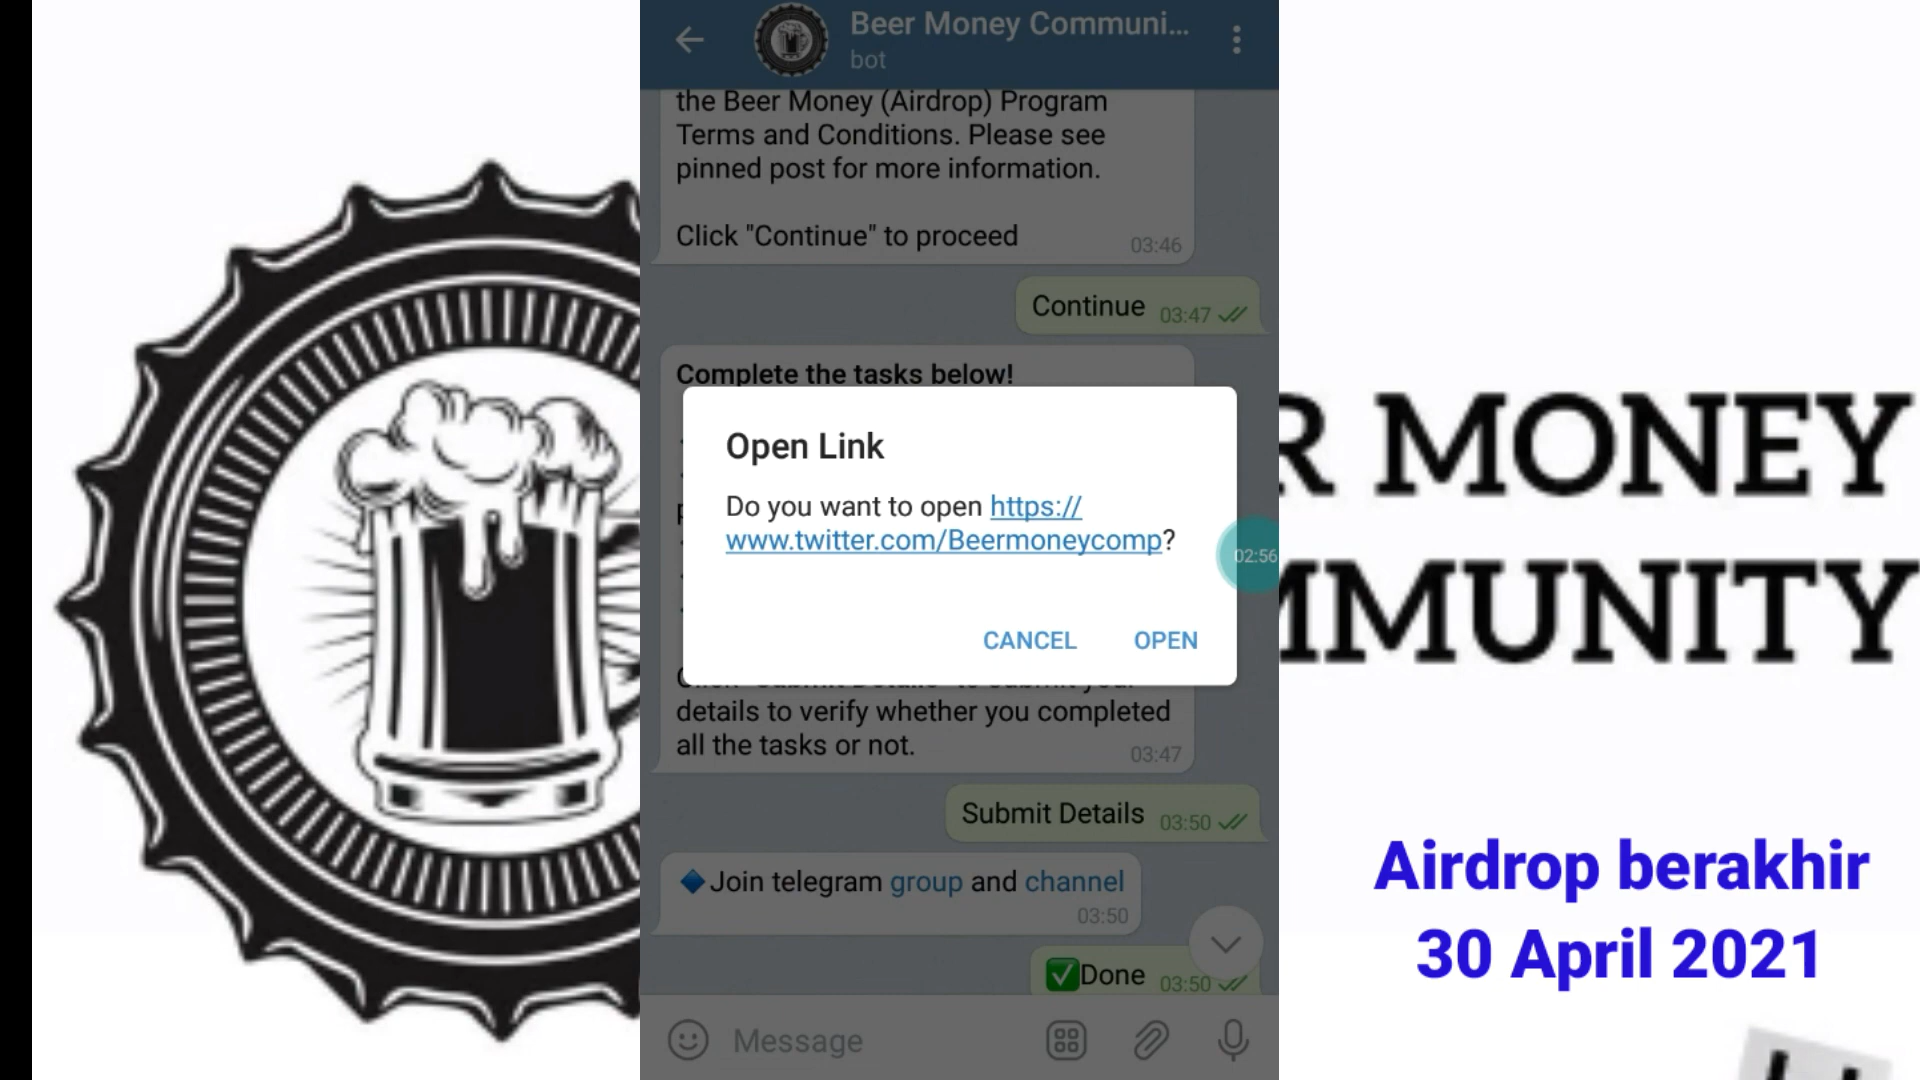 Beer Money Communi...
bot
the Beer Money (Airdrop) Program
Terms and Conditions. Please see
pinned post for more information.
Click "Continue" to proceed
03:46
Continue 03:47
Complete the tasks below!
Open Link
Do you want to open https://
www.twitter.com/Beermoneycomp?
02:56
CANCEL OPEN
details to verify whether you completed
all the tasks or not.
03:47
Submit Details 03:50
Join telegram group and channel
03:50
Done 03:50
Message
R MONEY
MMUNITY
Airdrop berakhir
30 April 2021